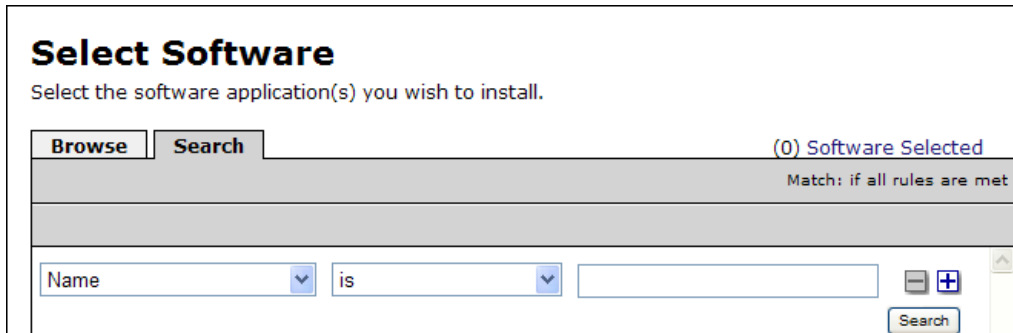 Select Software
Select the software application(s) you wish to install.
Browse Search (0) Software Selected
Match: if all rules are met
Name is
Search